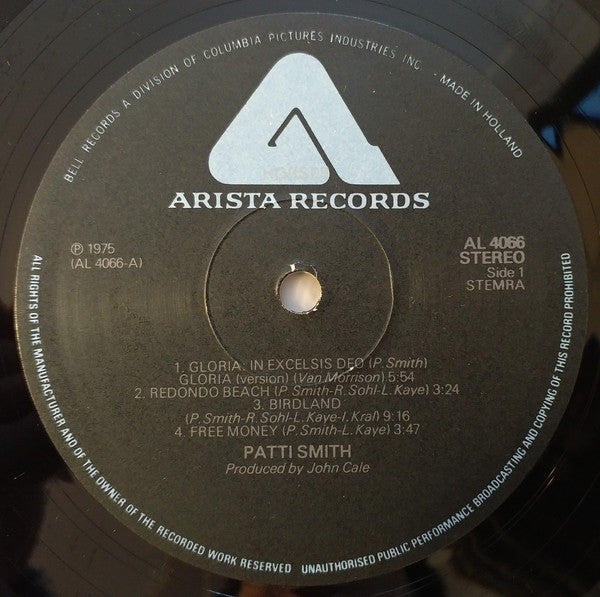 BELL RECORDS A DIVISION OF COLUMBIA PICTURES INDUSTRIES INC. - MADE IN HOLLAND
ARISTA RECORDS
℗ 1975
(AL 4066-A)
AL 4066
STEREO
Side 1
STEMRA
1. GLORIA: IN EXCELSIS DEO (P. Smith)
GLORIA (version) (Van Morrison) 5:54
2. REDONDO BEACH (P. Smith-R. Sohl-L. Kaye) 3:24
3. BIRDLAND
(P. Smith-R. Sohl-L. Kaye-I. Kral) 9:16
4. FREE MONEY (P. Smith-L. Kaye) 3:47
PATTI SMITH
Produced by John Cale
ALL RIGHTS OF THE MANUFACTURER AND OF THE OWNER OF THE RECORDED WORK RESERVED UNAUTHORISED PUBLIC PERFORMANCE BROADCASTING AND COPYING OF THIS RECORD PROHIBITED